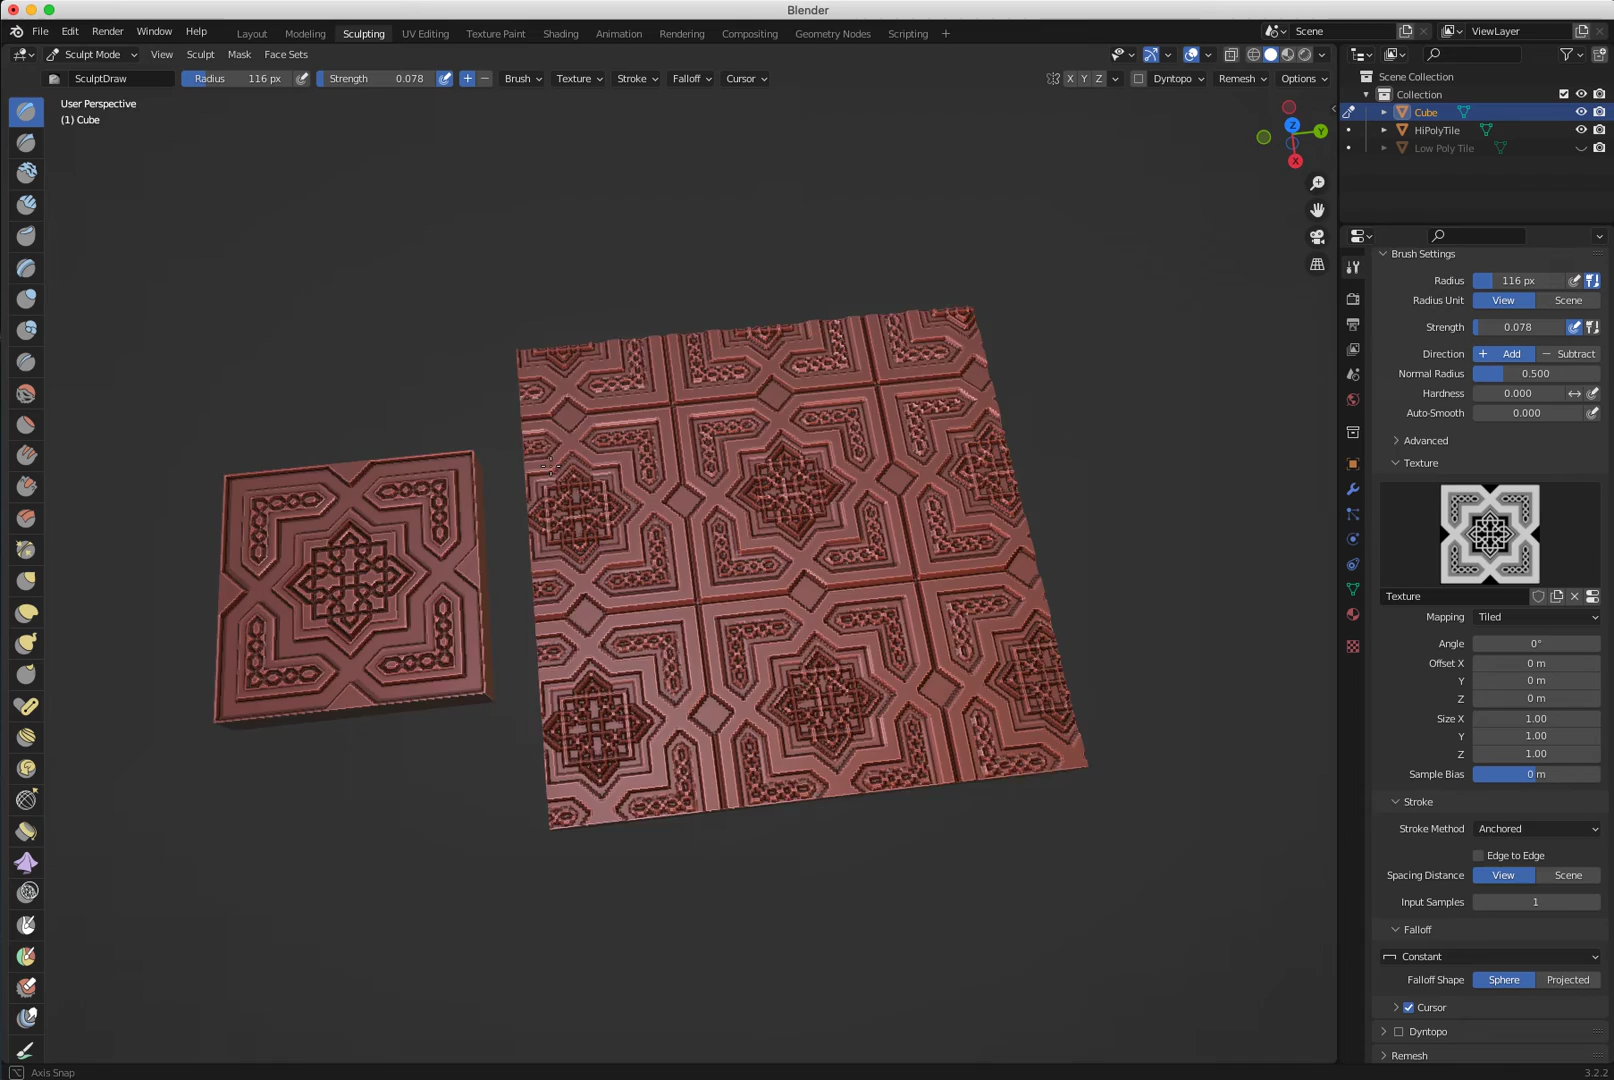 Blender
File Edit Render Window Help
Layout Modeling Sculpting UV Editing Texture Paint Shading Animation Rendering Compositing Geometry Nodes Scripting +
Scene
ViewLayer
Sculpt Mode View Sculpt Mask Face Sets
SculptDraw Radius 116 px Strength 0.078 + − Brush Texture Stroke Falloff Cursor
X Y Z Dyntopo Remesh Options
User Perspective
(1) Cube
Z
Y
X
Scene Collection
Collection
Cube
HiPolyTile
Low Poly Tile
Brush Settings
Radius 116 px
Radius Unit View Scene
Strength 0.078
Direction + Add − Subtract
Normal Radius 0.500
Hardness 0.000
Auto-Smooth 0.000
Advanced
Texture
Texture
Mapping Tiled
Angle 0°
Offset X 0 m
Y 0 m
Z 0 m
Size X 1.00
Y 1.00
Z 1.00
Sample Bias 0 m
Stroke
Stroke Method Anchored
Edge to Edge
Spacing Distance View Scene
Input Samples 1
Falloff
Constant
Falloff Shape Sphere Projected
Cursor
Dyntopo
Remesh
Axis Snap
3.2.2